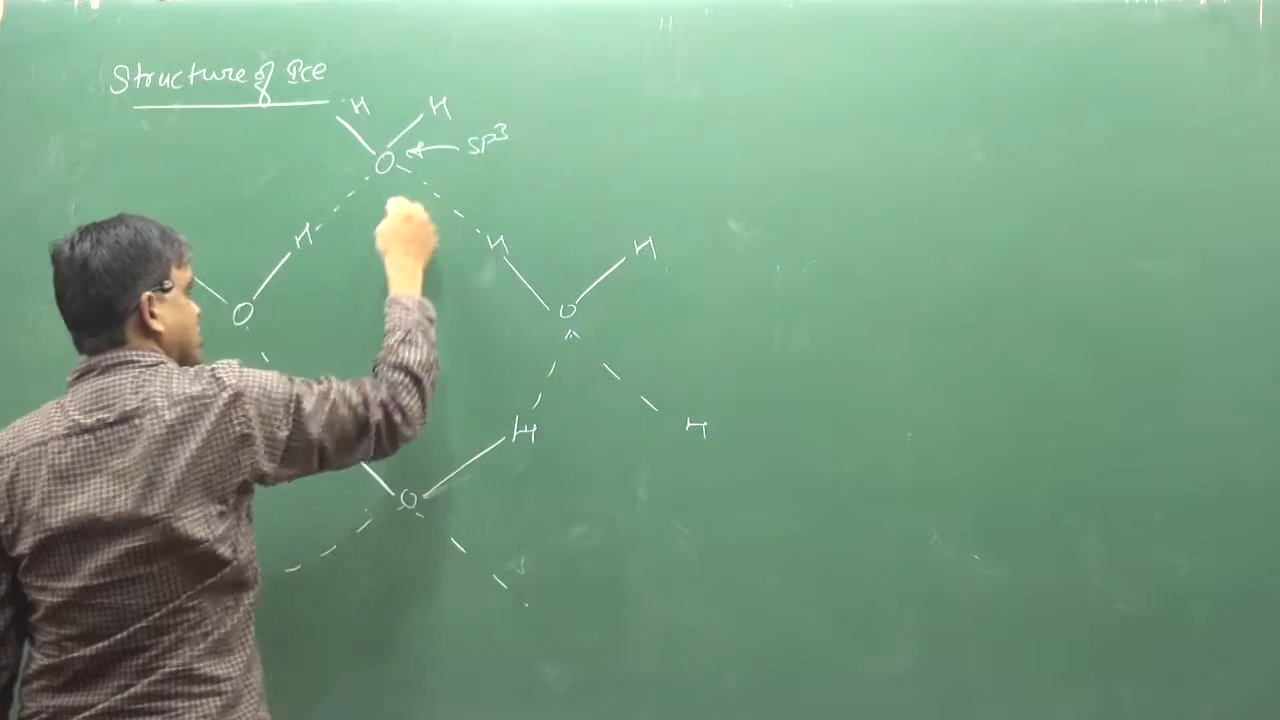 Structure of Ice
H H
O ← SP³
H H H
O O
H H
O